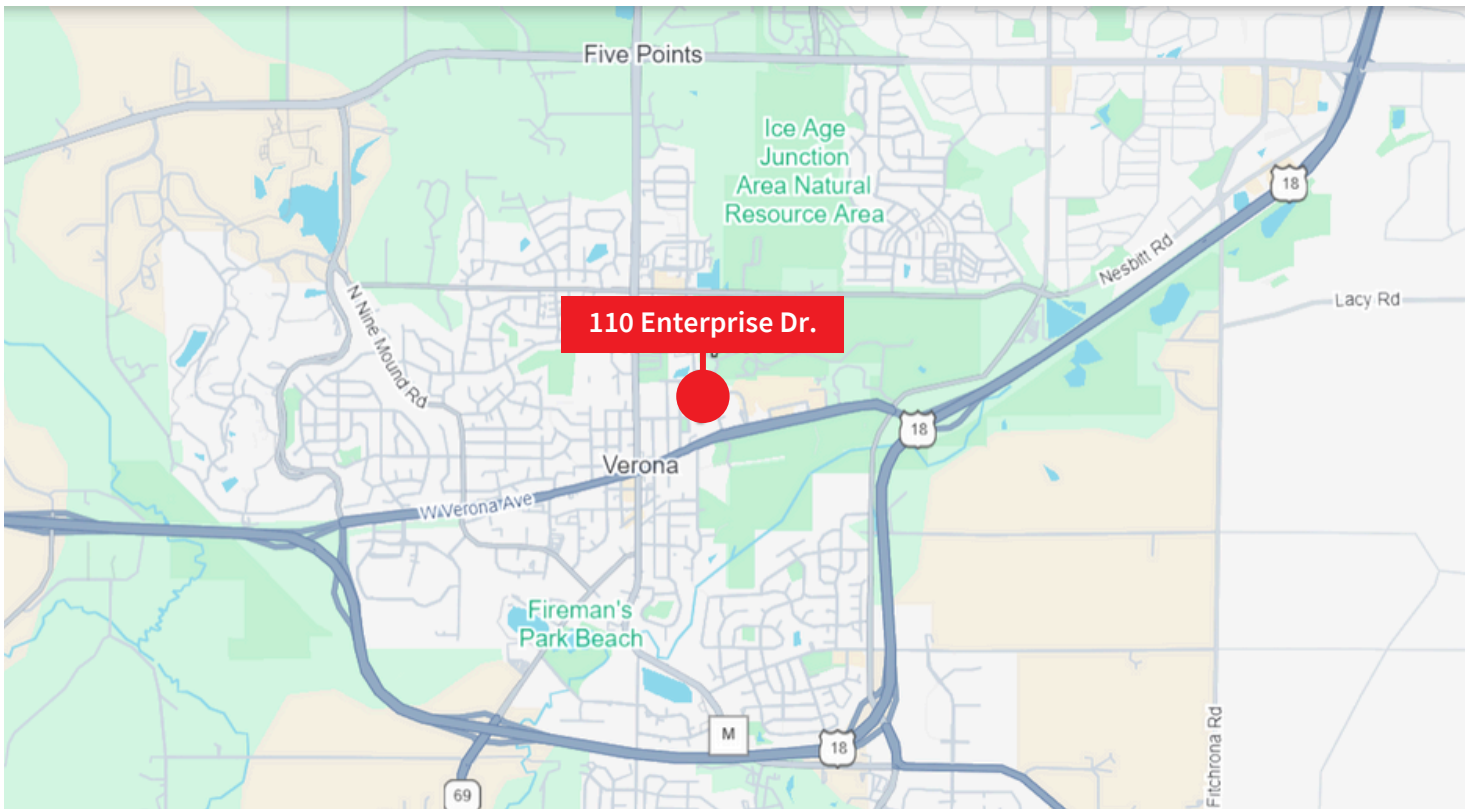 Five Points
Ice Age
Junction
Area Natural
Resource Area
18
Nesbitt Rd
Lacy Rd
N Nine Mound Rd
110 Enterprise Dr.
18
Verona
W Verona Ave
Fireman's
Park Beach
M
18
69
Fitchrona Rd